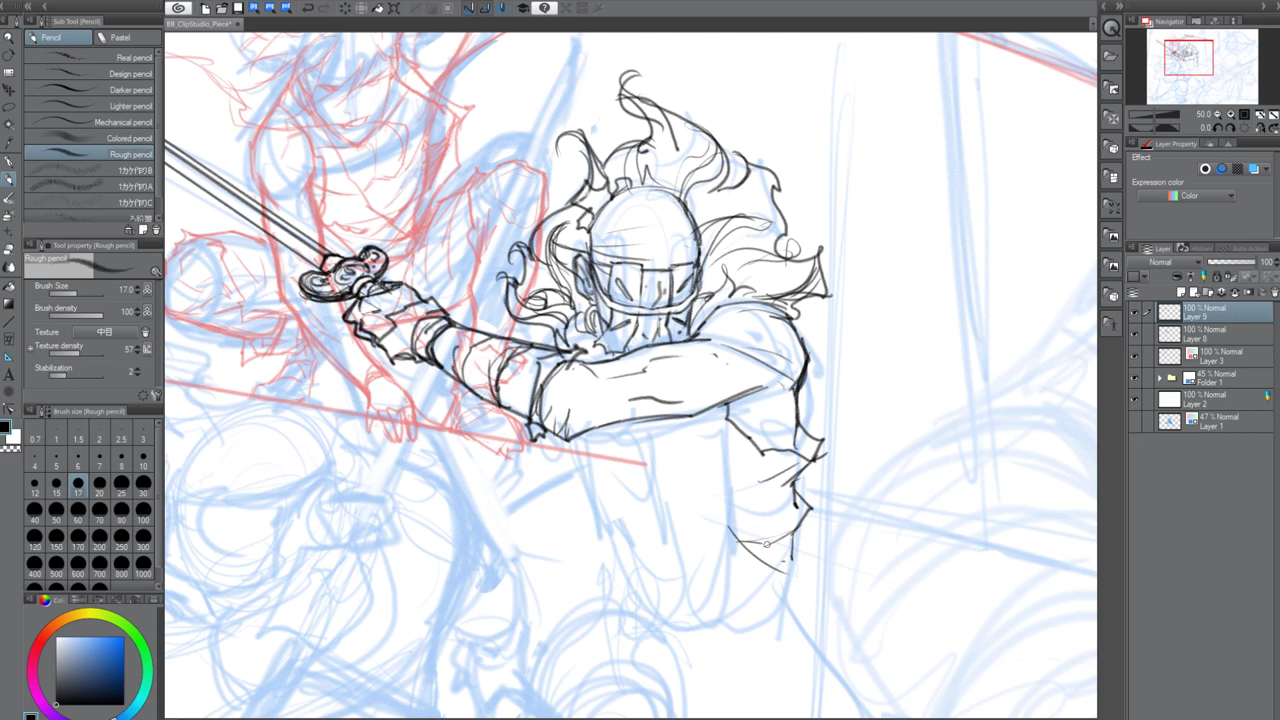 Sub Tool [Pencil]
BB_ClipStudio_Piece*
Pencil
Pastel
Real pencil
Design pencil
Darker pencil
Lighter pencil
Mechanical pencil
Colored pencil
Rough pencil
Tool property [Rough pencil]
Rough pencil
Brush Size 17.0
Brush density 100
Texture 中目
Texture density 57
Stabilization 2
Brush size [Rough pencil]
0.7 1 1.5 2 2.5 3
4 5 6 7 8 10
12 15 17 20 25 30
40 50 60 70 80 100
120 150 170 200 250 300
400 500 600 700 800 1000
Navigator
50.0
0.0
Layer Property
Effect
Expression color
Color
Layer
Normal 100
100 % Normal
Layer 9
100 % Normal
Layer 8
100 % Normal
Layer 3
45 % Normal
Folder 1
100 % Normal
Layer 2
47 % Normal
Layer 1